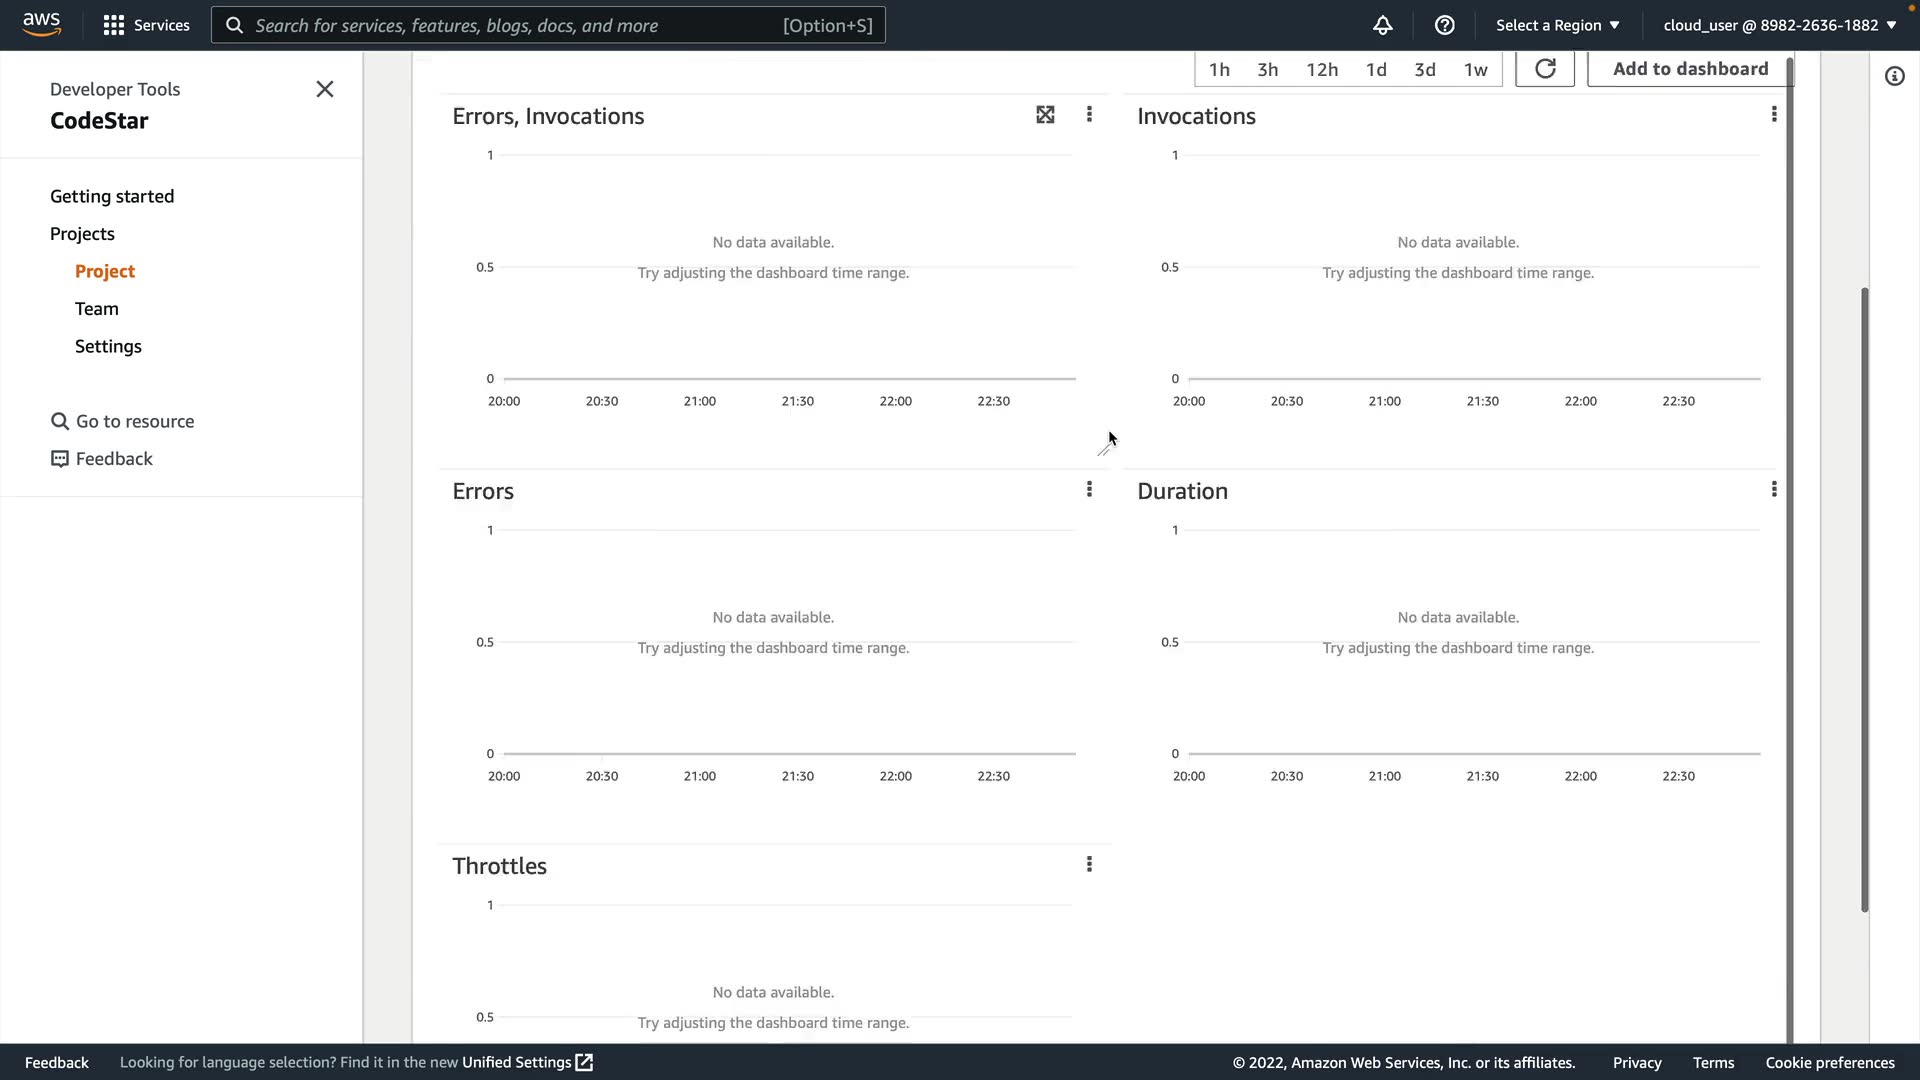 aws
Services
Search for services, features, blogs, docs, and more
[Option+S]
Select a Region
cloud_user @ 8982-2636-1882
Developer Tools
CodeStar
Getting started
Projects
Project
Team
Settings
Go to resource
Feedback
1h 3h 12h 1d 3d 1w
Add to dashboard
Errors, Invocations
1
No data available.
0.5
Try adjusting the dashboard time range.
0
20:00 20:30 21:00 21:30 22:00 22:30
Invocations
1
No data available.
0.5
Try adjusting the dashboard time range.
0
20:00 20:30 21:00 21:30 22:00 22:30
Errors
1
No data available.
0.5
Try adjusting the dashboard time range.
0
20:00 20:30 21:00 21:30 22:00 22:30
Duration
1
No data available.
0.5
Try adjusting the dashboard time range.
0
20:00 20:30 21:00 21:30 22:00 22:30
Throttles
1
No data available.
0.5
Try adjusting the dashboard time range.
Feedback
Looking for language selection? Find it in the new Unified Settings
© 2022, Amazon Web Services, Inc. or its affiliates.
Privacy
Terms
Cookie preferences